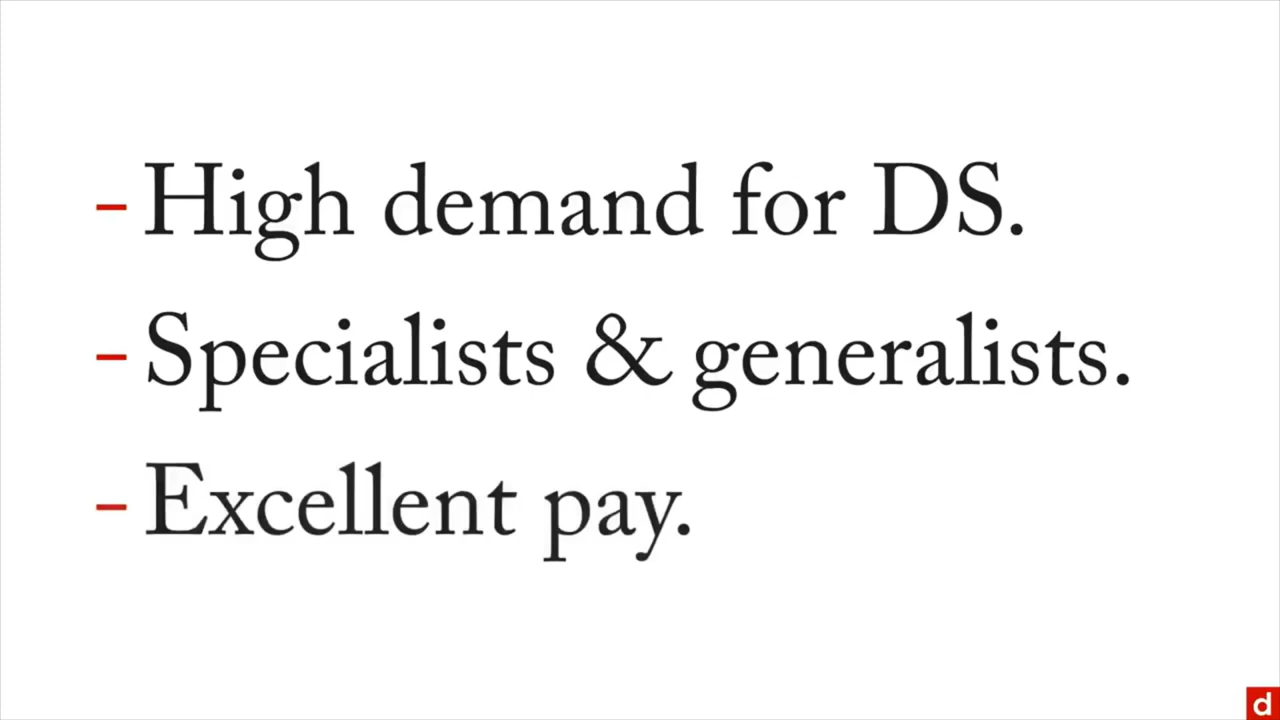 - High demand for DS.
- Specialists & generalists.
- Excellent pay.
d